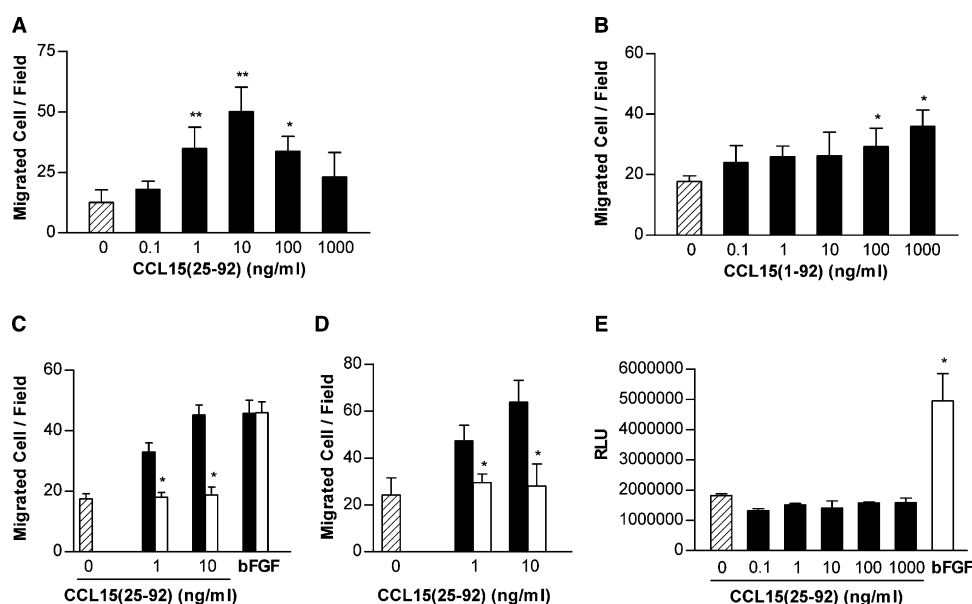 A
Migrated Cell / Field
75
50
25
0
**
**
*
0 0.1 1 10 100 1000
CCL15(25-92) (ng/ml)
B
Migrated Cell / Field
60
40
20
0
*
*
0 0.1 1 10 100 1000
CCL15(1-92) (ng/ml)
C
Migrated Cell / Field
60
40
20
0
*
*
0 1 10 bFGF
CCL15(25-92) (ng/ml)
D
Migrated Cell / Field
80
60
40
20
0
*
*
0 1 10
CCL15(25-92) (ng/ml)
E
RLU
6000000
5000000
4000000
3000000
2000000
1000000
0
*
0 0.1 1 10 100 1000 bFGF
CCL15(25-92) (ng/ml)